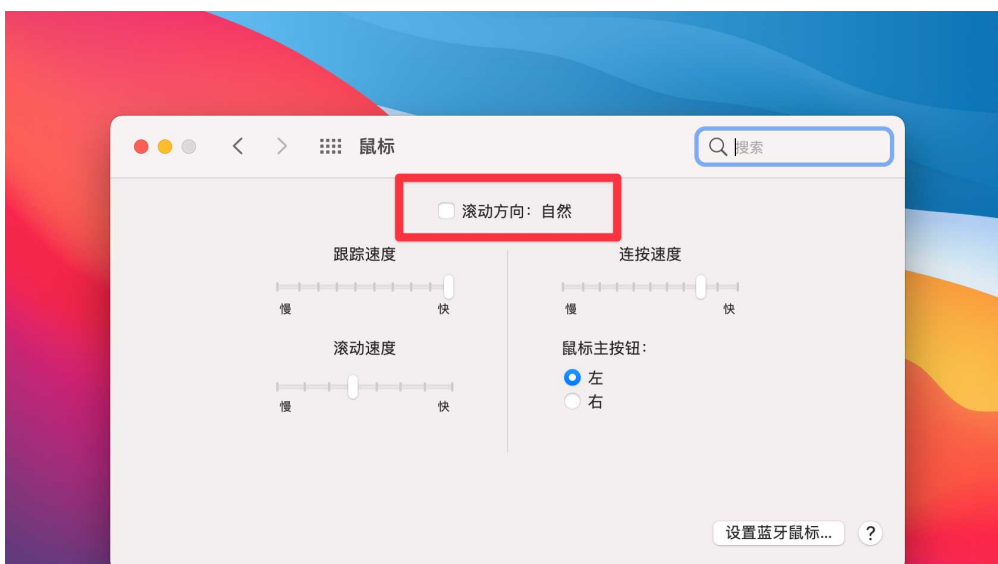 鼠标
搜索
滚动方向：自然
跟踪速度
慢 快
滚动速度
慢 快
连按速度
慢 快
鼠标主按钮：
左
右
设置蓝牙鼠标...
?